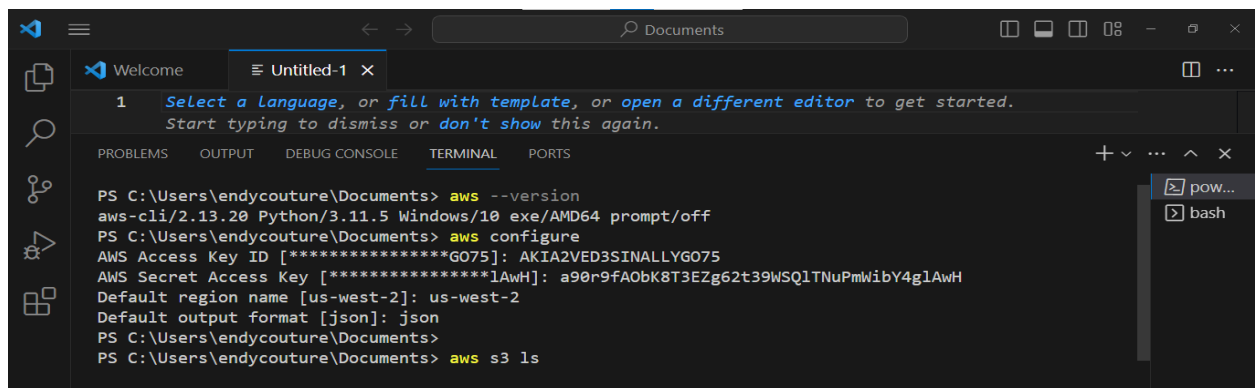 Documents
Welcome
Untitled-1
1 Select a language, or fill with template, or open a different editor to get started.
Start typing to dismiss or don't show this again.
PROBLEMS OUTPUT DEBUG CONSOLE TERMINAL PORTS
pow...
bash
PS C:\Users\endycouture\Documents> aws --version
aws-cli/2.13.20 Python/3.11.5 Windows/10 exe/AMD64 prompt/off
PS C:\Users\endycouture\Documents> aws configure
AWS Access Key ID [****************GO75]: AKIA2VED3SINALLYGO75
AWS Secret Access Key [****************lAwH]: 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
Default region name [us-west-2]: us-west-2
Default output format [json]: json
PS C:\Users\endycouture\Documents>
PS C:\Users\endycouture\Documents> aws s3 ls